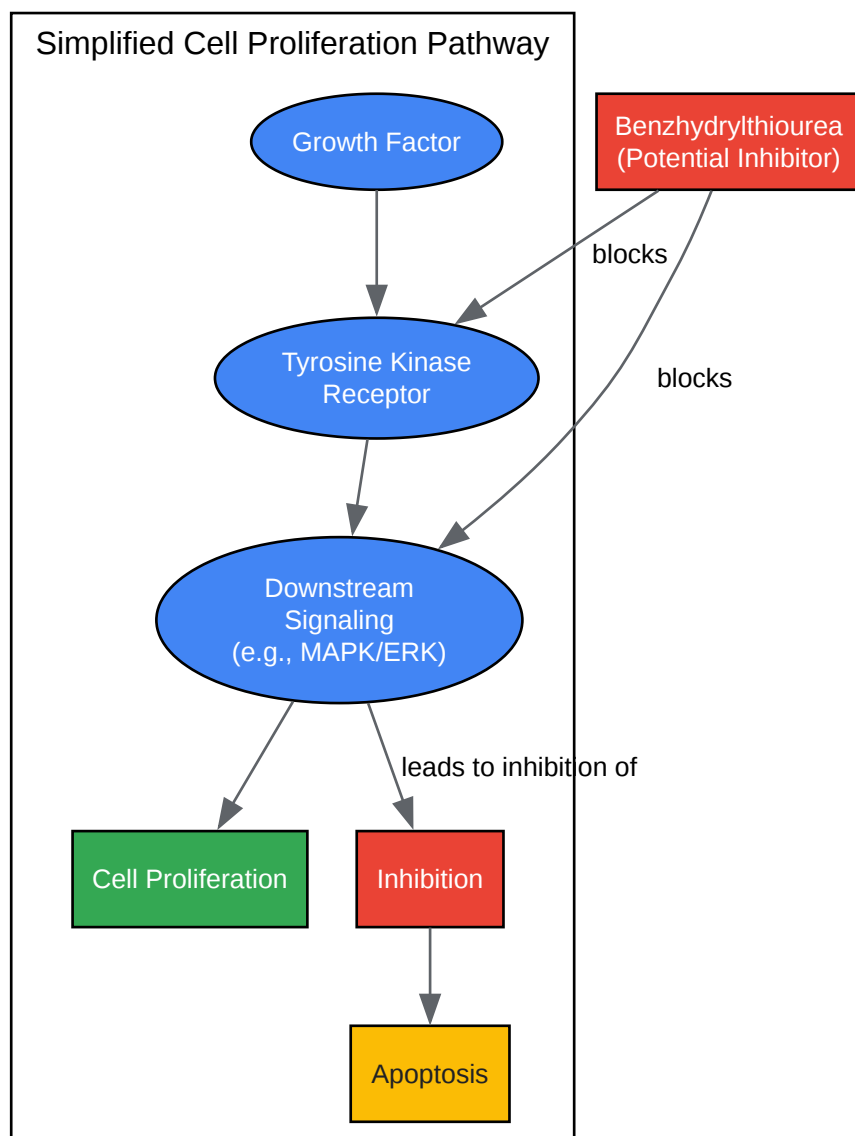 Simplified Cell Proliferation Pathway
Growth Factor
Benzhydrylthiourea
(Potential Inhibitor)
blocks
Tyrosine Kinase
Receptor
blocks
Downstream
Signaling
(e.g., MAPK/ERK)
leads to inhibition of
Cell Proliferation
Inhibition
Apoptosis